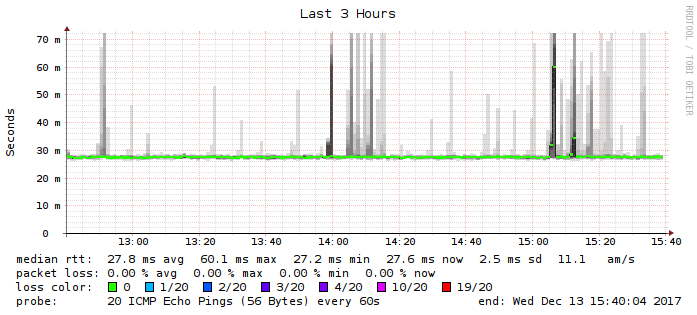 Last 3 Hours
RRDTOOL / TOBI OETIKER
Seconds
70 m
60 m
50 m
40 m
30 m
20 m
10 m
0
13:00 13:20 13:40 14:00 14:20 14:40 15:00 15:20 15:40
median rtt: 27.8 ms avg 60.1 ms max 27.2 ms min 27.6 ms now 2.5 ms sd 11.1 am/s
packet loss: 0.00 % avg 0.00 % max 0.00 % min 0.00 % now
loss color: 0 1/20 2/20 3/20 4/20 10/20 19/20
probe: 20 ICMP Echo Pings (56 Bytes) every 60s end: Wed Dec 13 15:40:04 2017